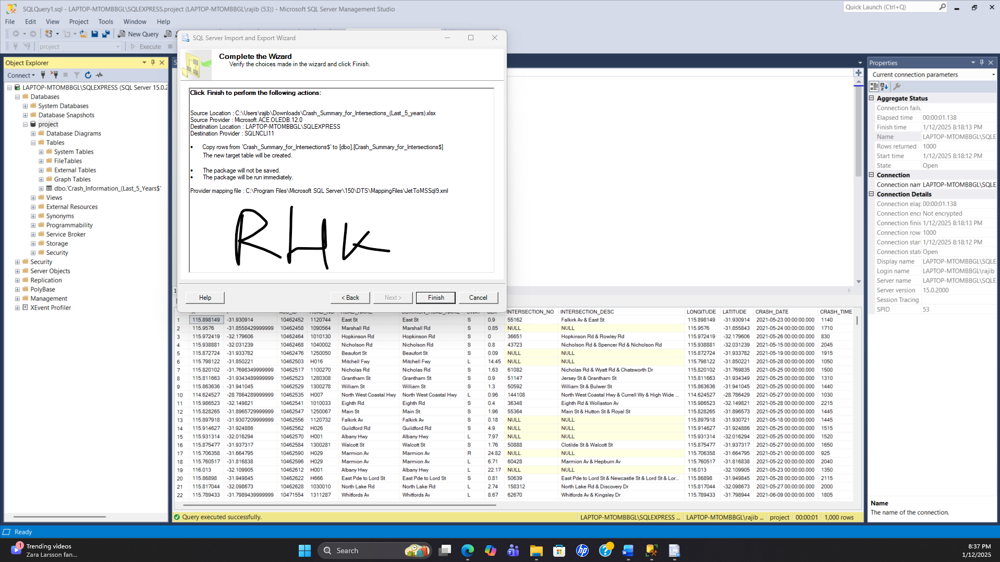 SQLQuery1.sql - LAPTOP-MTOMBBGL\SQLEXPRESS.project (LAPTOP-MTOMBBGL\rajib (53)) - Microsoft SQL Server Management Studio
Quick Launch (Ctrl+Q)
File Edit View Project Tools Window Help
New Query
project Execute
Object Explorer
Connect
LAPTOP-MTOMBBGL\SQLEXPRESS (SQL Server 15.0.2
Databases
System Databases
Database Snapshots
project
Database Diagrams
Tables
System Tables
FileTables
External Tables
Graph Tables
dbo.'Crash_Information_(Last_5_Years$'
Views
External Resources
Synonyms
Programmability
Service Broker
Storage
Security
Security
Server Objects
Replication
PolyBase
Management
XEvent Profiler
SQL Server Import and Export Wizard
Complete the Wizard
Verify the choices made in the wizard and click Finish.
Click Finish to perform the following actions:
Source Location : C:\Users\rajib\Downloads\Crash_Summary_for_Intersections_(Last_5_years).xlsx
Source Provider : Microsoft.ACE.OLEDB.12.0
Destination Location : LAPTOP-MTOMBBGL\SQLEXPRESS
Destination Provider : SQLNCLI11
• Copy rows from `Crash_Summary_for_Intersections$` to [dbo].[Crash_Summary_for_Intersections$]
The new target table will be created.
• The package will not be saved.
• The package will be run immediately.
Provider mapping file : C:\Program Files\Microsoft SQL Server\150\DTS\MappingFiles\JetToMSSql9.xml
RHK
Help < Back Next > Finish Cancel
INTERSECTION_NO INTERSECTION_DESC LONGITUDE LATITUDE CRASH_DATE CRASH_TIME
1 115.898149 -31.930914 10462452 1120744 East St East St S 0.9 55162 Falkirk Av & East St 115.898149 -31.930914 2021-05-23 00:00:00.000 1140
2 115.9576 -31.8558429999999 10462458 1090564 Marshall Rd Marshall Rd S 0.85 NULL NULL 115.9576 -31.855843 2021-05-24 00:00:00.000 1710
3 115.972419 -32.179606 10462464 1010130 Hopkinson Rd Hopkinson Rd S 0 36651 Hopkinson Rd & Rowley Rd 115.972419 -32.179606 2021-05-26 00:00:00.000 830
4 115.938881 -32.031239 10462468 1040002 Nicholson Rd Nicholson Rd S 0.8 43723 Nicholson Rd & Spencer Rd & Nicholson Rd 115.938881 -32.031239 2021-05-15 00:00:00.000 2045
5 115.872724 -31.933782 10462476 1250050 Beaufort St Beaufort St S 0.09 NULL NULL 115.872724 -31.933782 2021-05-19 00:00:00.000 1915
6 115.798122 -31.850221 10462503 H016 Mitchell Fwy Mitchell Fwy L 14.45 NULL NULL 115.798122 -31.850221 2021-05-28 00:00:00.000 1050
7 115.820102 -31.7698349999999 10462517 1100270 Nicholas Rd Nicholas Rd S 1.63 61082 Nicholas Rd & Wyatt Rd & Chatsworth Dr 115.820102 -31.769835 2021-05-25 00:00:00.000 1500
8 115.811663 -31.9343489999999 10462523 1280308 Grantham St Grantham St S 0.9 51147 Jersey St & Grantham St 115.811663 -31.934349 2021-05-25 00:00:00.000 1310
9 115.863636 -31.941045 10462529 1300278 William St William St S 1.3 50592 William St & Bulwer St 115.863636 -31.941045 2021-05-25 00:00:00.000 1440
10 114.624527 -28.7864289999999 10462535 H007 North West Coastal Hwy North West Coastal Hwy L 0.96 144108 North West Coastal Hwy & Currell Wy & High Wide ... 114.624527 -28.786429 2021-05-27 00:00:00.000 1030
11 115.986523 -32.149821 10462541 1010033 Eighth Rd Eighth Rd S 0.4 36348 Eighth Rd & Wollaston Av 115.986523 -32.149821 2021-05-28 00:00:00.000 2215
12 115.828265 -31.8965729999999 10462547 1250067 Main St Main St S 1.96 55364 Main St & Hutton St & Royal St 115.828265 -31.896573 2021-05-25 00:00:00.000 1445
13 115.897918 -31.9307209999999 10462556 1120732 Falkirk Av Falkirk Av S 0.18 NULL NULL 115.897918 -31.930721 2021-05-18 00:00:00.000 1445
14 115.914627 -31.924886 10462562 H026 Guildford Rd Guildford Rd S 4.9 NULL NULL 115.914627 -31.924886 2021-05-25 00:00:00.000 1515
15 115.931314 -32.016294 10462570 H001 Albany Hwy Albany Hwy L 7.97 NULL NULL 115.931314 -32.016294 2021-05-25 00:00:00.000 1520
16 115.875477 -31.937317 10462584 1300281 Walcott St Walcott St S 1.76 50888 Clotilde St & Walcott St 115.875477 -31.937317 2021-05-27 00:00:00.000 1650
17 115.706358 -31.664795 10462590 H029 Marmion Av Marmion Av R 24.82 NULL NULL 115.706358 -31.664795 2021-05-21 00:00:00.000 925
18 115.760517 -31.816838 10462596 H029 Marmion Av Marmion Av L 6.71 60428 Marmion Av & Hepburn Av 115.760517 -31.816838 2021-05-22 00:00:00.000 2040
19 116.013 -32.109905 10462612 H001 Albany Hwy Albany Hwy L 22.17 NULL NULL 116.013 -32.109905 2021-05-23 00:00:00.000 1350
20 115.86898 -31.949845 10462622 H666 East Pde to Lord St East Pde to Lord St S 0.81 50639 East Pde to Lord St & Newcastle St & Lord St & Lor... 115.86898 -31.949845 2021-05-28 00:00:00.000 2115
21 115.817044 -32.098673 10462628 1030010 North Lake Rd North Lake Rd L 2.74 158312 North Lake Rd & Discovery Dr 115.817044 -32.098673 2021-05-27 00:00:00.000 2000
22 115.789433 -31.7989439999999 10471554 1311287 Whitfords Av Whitfords Av L 8.67 62670 Whitfords Av & Kingsley Dr 115.789433 -31.798944 2021-06-09 00:00:00.000 1805
Query executed successfully. LAPTOP-MTOMBBGL\SQLEXPRESS ... LAPTOP-MTOMBBGL\rajib ... project 00:00:01 1,000 rows
Properties
Current connection parameters
Aggregate Status
Connection failu
Elapsed time 00:00:01.138
Finish time 1/12/2025 8:18:13 PM
Name LAPTOP-MTOMBBGL\SQLE
Rows returned 1000
Start time 1/12/2025 8:18:12 PM
State Open
Connection
Connection nam LAPTOP-MTOMBBGL\SQLE
Connection Details
Connection elap 00:00:01.138
Connection encr Not encrypted
Connection finis 1/12/2025 8:18:13 PM
Connection row 1000
Connection star 1/12/2025 8:18:12 PM
Connection stat Open
Display name LAPTOP-MTOMBBGL\SQLE
Login name LAPTOP-MTOMBBGL\rajib
Server name LAPTOP-MTOMBBGL\SQLE
Server version 15.0.2000
Session Tracing
SPID 53
Name
The name of the connection.
Ready
1
Trending videos
Zara Larsson fan...
Search
8:37 PM
1/12/2025